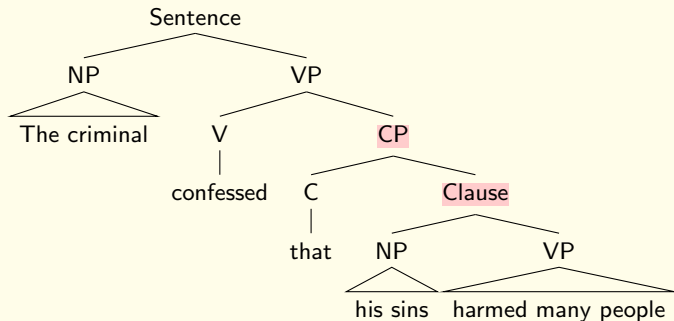 Sentence
NP VP
The criminal V CP
confessed C Clause
that NP VP
his sins harmed many people